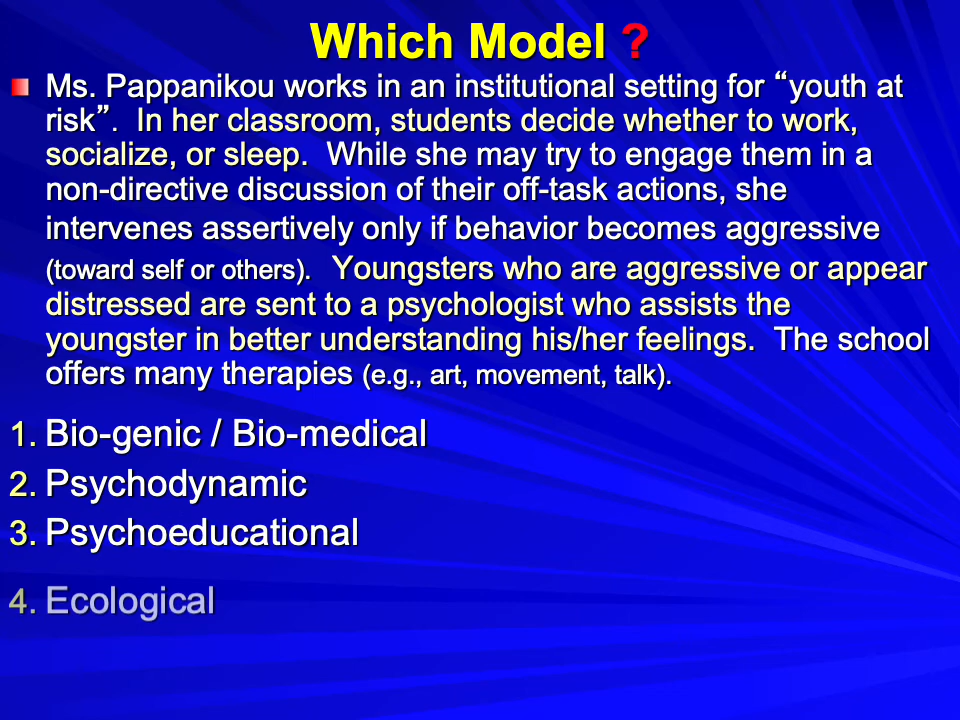 Which Model ?
Ms. Pappanikou works in an institutional setting for “youth at
risk”.  In her classroom, students decide whether to work,
socialize, or sleep.  While she may try to engage them in a
non-directive discussion of their off-task actions, she
intervenes assertively only if behavior becomes aggressive
(toward self or others).   Youngsters who are aggressive or appear
distressed are sent to a psychologist who assists the
youngster in better understanding his/her feelings.  The school
offers many therapies (e.g., art, movement, talk).
1. Bio-genic / Bio-medical
2. Psychodynamic
3. Psychoeducational
4. Ecological